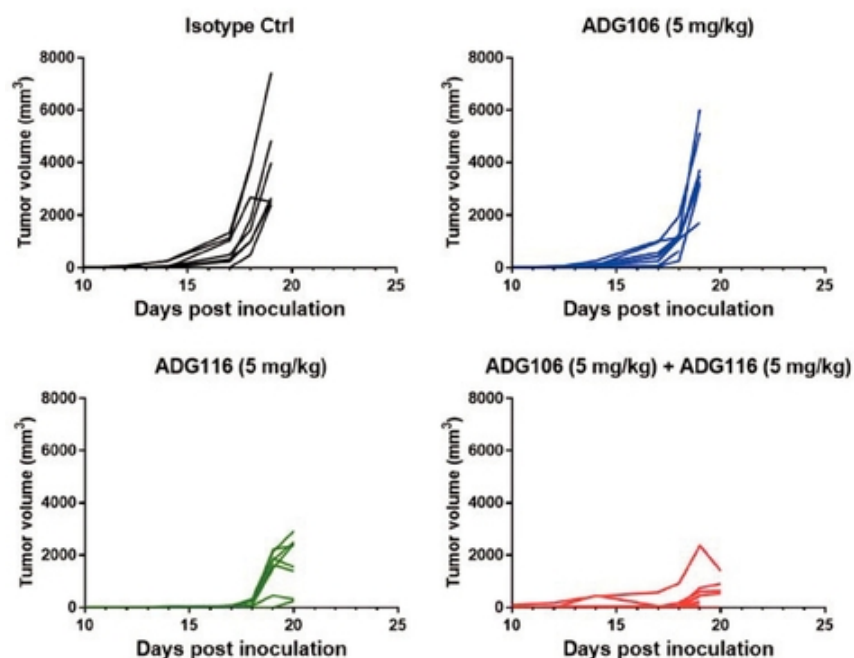 Isotype Ctrl
8000
6000
4000
2000
0
10 15 20 25
Tumor volume (mm³)
Days post inoculation
ADG106 (5 mg/kg)
8000
6000
4000
2000
0
10 15 20 25
Tumor volume (mm³)
Days post inoculation
ADG116 (5 mg/kg)
8000
6000
4000
2000
0
10 15 20 25
Tumor volume (mm³)
Days post inoculation
ADG106 (5 mg/kg) + ADG116 (5 mg/kg)
8000
6000
4000
2000
0
10 15 20 25
Tumor volume (mm³)
Days post inoculation